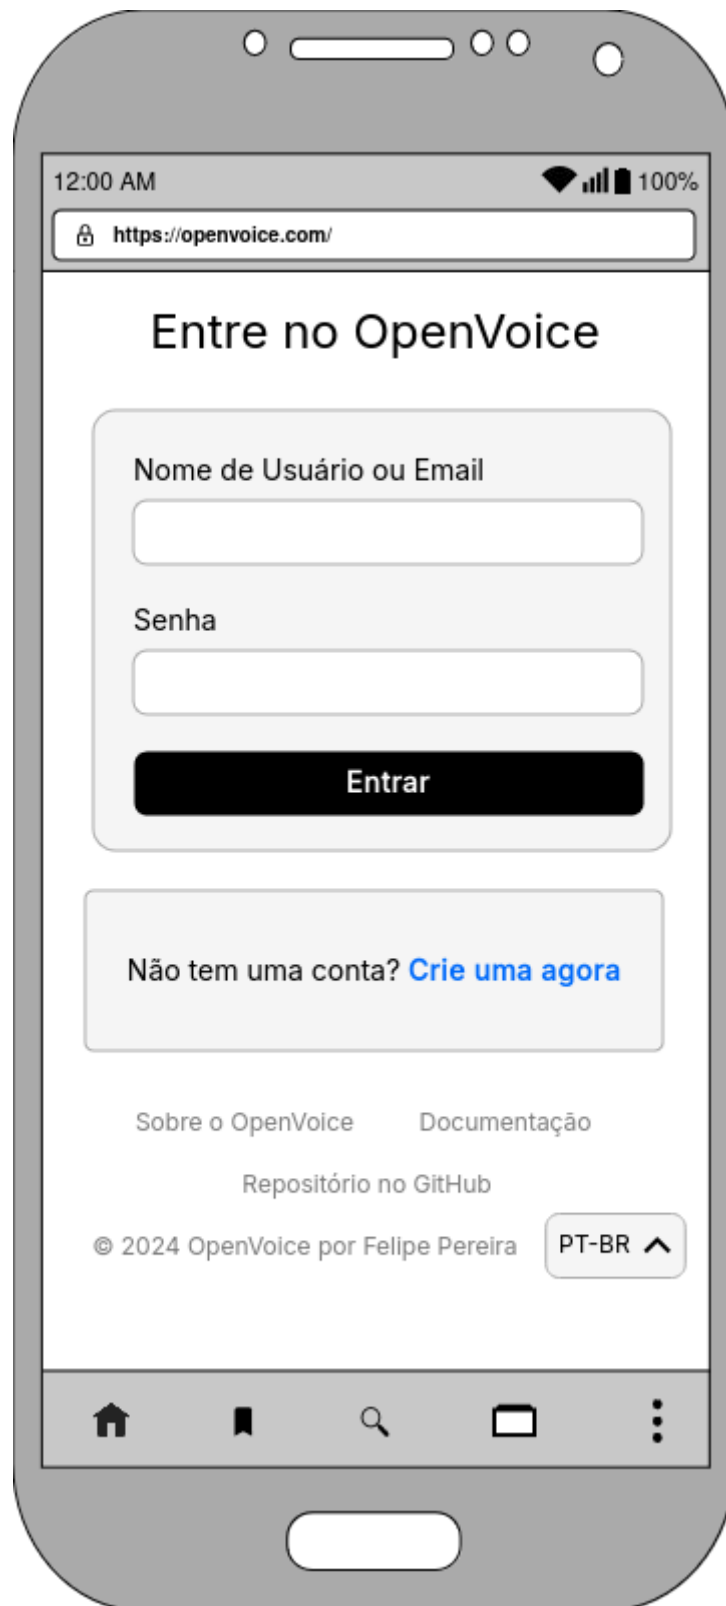 12:00 AM 100%
https://openvoice.com/
Entre no OpenVoice
Nome de Usuário ou Email
Senha
Entrar
Não tem uma conta? Crie uma agora
Sobre o OpenVoice Documentação
Repositório no GitHub
© 2024 OpenVoice por Felipe Pereira PT-BR